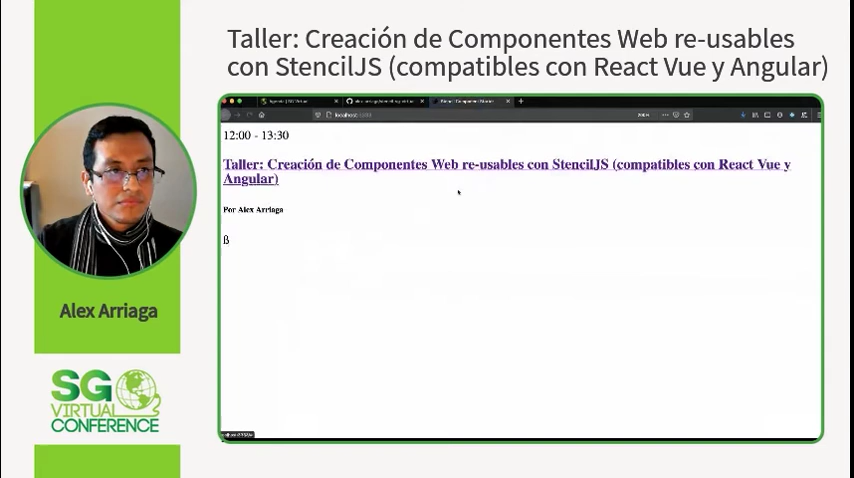 Taller: Creación de Componentes Web re-usables
con StencilJS (compatibles con React Vue y Angular)
12:00 - 13:30
Taller: Creación de Componentes Web re-usables con StencilJS (compatibles con React Vue y
Angular)
Por Alex Arriaga
ß
Alex Arriaga
SG
VIRTUAL
CONFERENCE